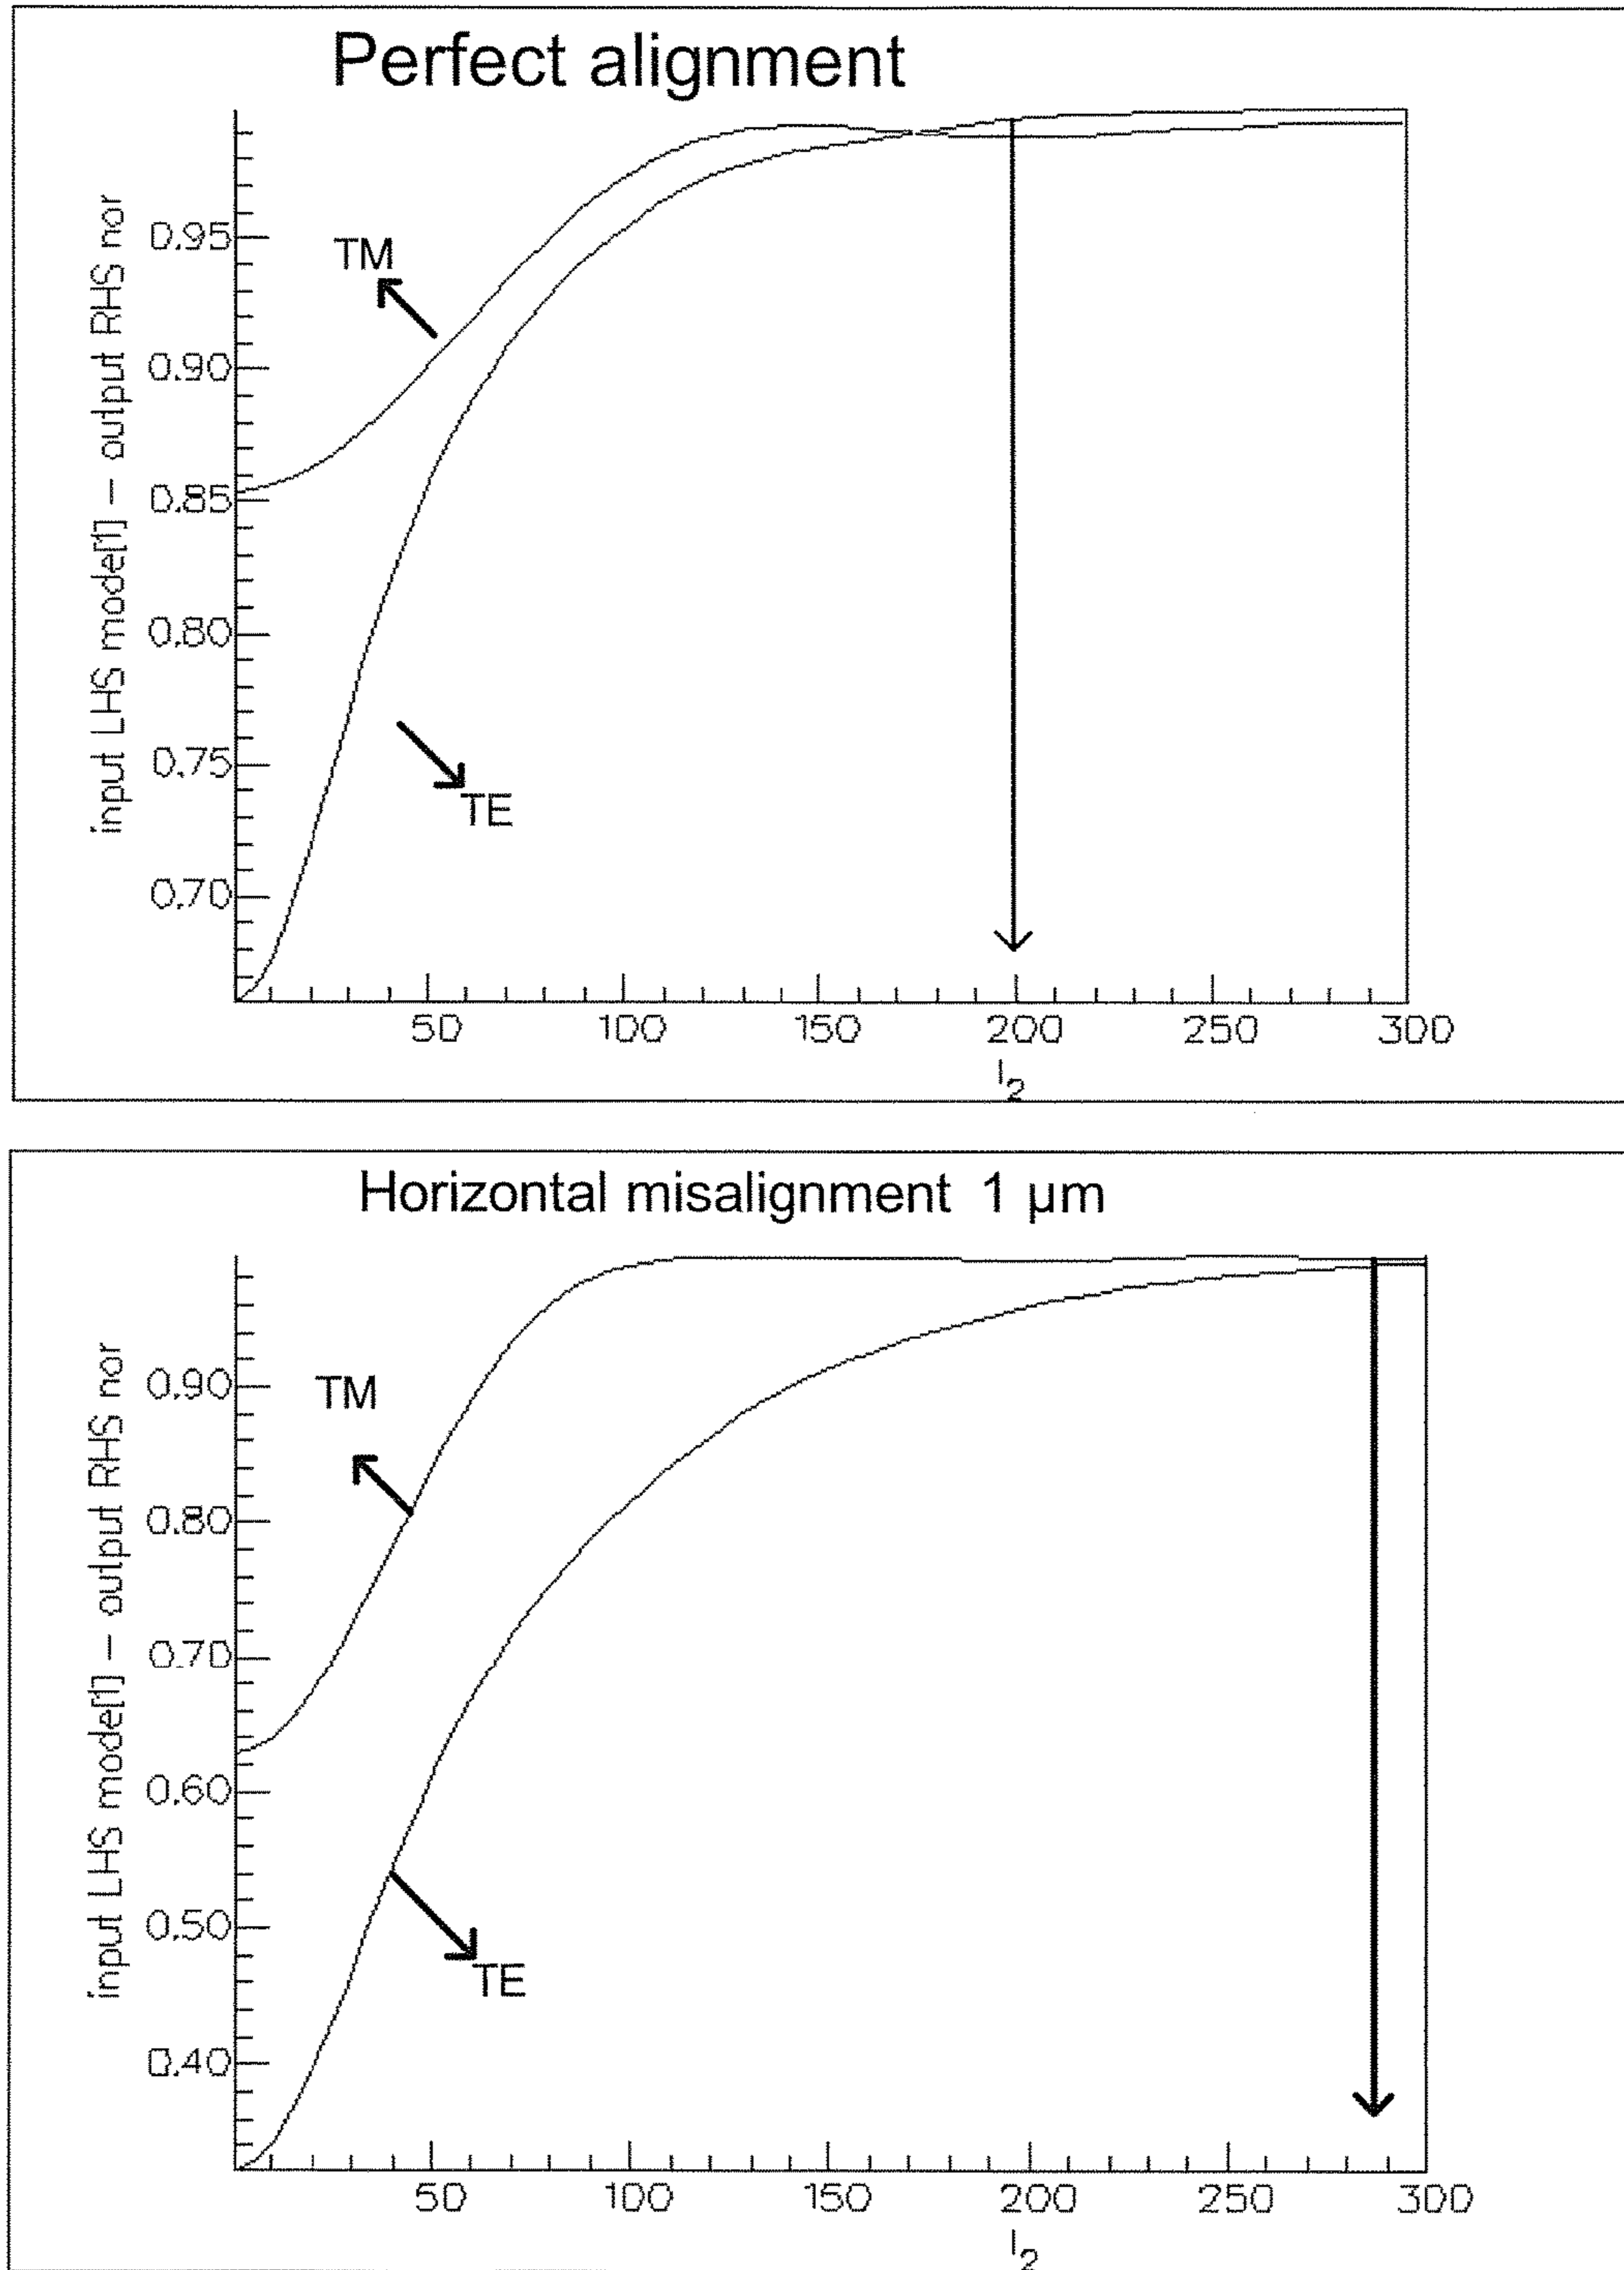 Perfect alignment
input LHS mode[1] – output RHS nor
0.95
0.90
0.85
0.80
0.75
0.70
TM
TE
50 100 150 200 250 300
l2
Horizontal misalignment 1 µm
input LHS mode[1] – output RHS nor
0.90
0.80
0.70
0.60
0.50
0.40
TM
TE
50 100 150 200 250 300
l2